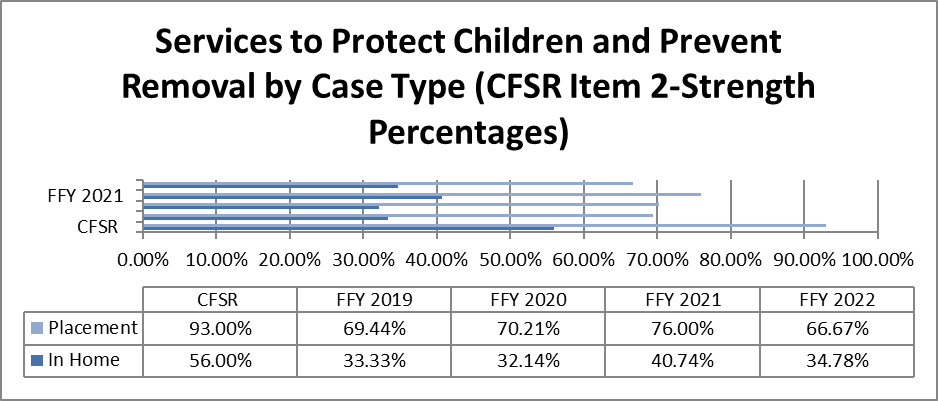 Services to Protect Children and Prevent
Removal by Case Type (CFSR Item 2-Strength
Percentages)
FFY 2021
CFSR
0.00% 10.00% 20.00% 30.00% 40.00% 50.00% 60.00% 70.00% 80.00% 90.00% 100.00%
CFSR FFY 2019 FFY 2020 FFY 2021 FFY 2022
Placement 93.00% 69.44% 70.21% 76.00% 66.67%
In Home 56.00% 33.33% 32.14% 40.74% 34.78%